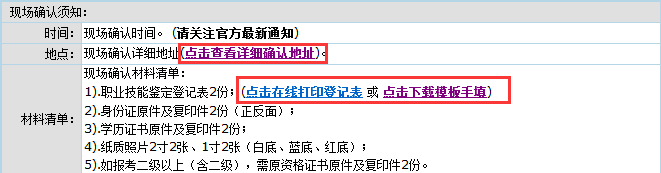 现场确认须知：
时间： 现场确认时间。（请关注官方最新通知）
地点： 现场确认详细地址(点击查看详细确认地址)。
现场确认材料清单：
1).职业技能鉴定登记表2份；（点击在线打印登记表 或 点击下载模板手填）
2).身份证原件及复印件2份（正反面）；
材料清单： 3).学历证书原件及复印件2份；
4).纸质照片2寸2张、1寸2张（白底、蓝底、红底）；
5).如报考二级以上（含二级），需原资格证书原件及复印件2份。